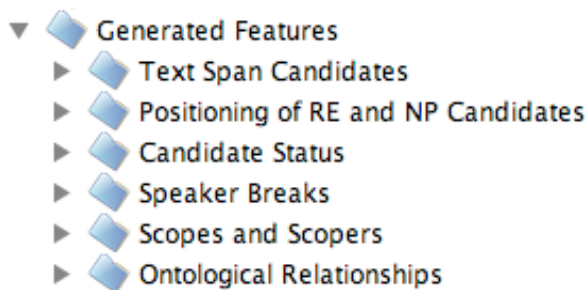 Generated Features
Text Span Candidates
Positioning of RE and NP Candidates
Candidate Status
Speaker Breaks
Scopes and Scopers
Ontological Relationships